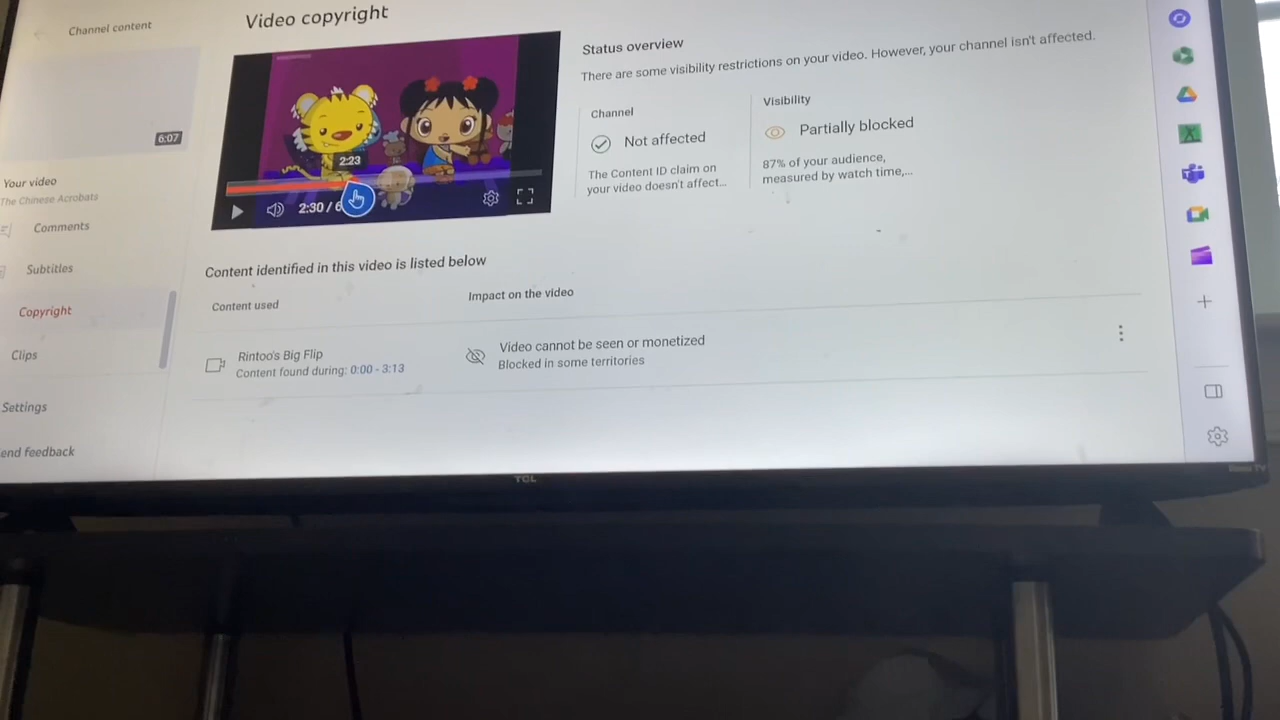 Channel content
Video copyright
6:07
Your video
The Chinese Acrobats
Comments
Subtitles
Copyright
Clips
Settings
end feedback
2:23
2:30 / 6
Status overview
There are some visibility restrictions on your video. However, your channel isn't affected.
Channel
Not affected
The Content ID claim on
your video doesn't affect...
Visibility
Partially blocked
87% of your audience,
measured by watch time,...
Content identified in this video is listed below
Content used
Impact on the video
Rintoo's Big Flip
Content found during: 0:00 - 3:13
Video cannot be seen or monetized
Blocked in some territories
TCL
Roku TV